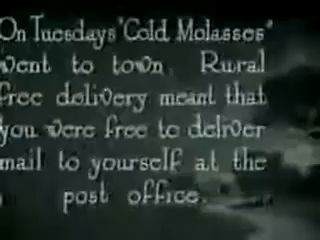 On Tuesdays "Cold Molasses"
went to town. Rural
free delivery meant that
you were free to deliver
mail to yourself at the
post office.